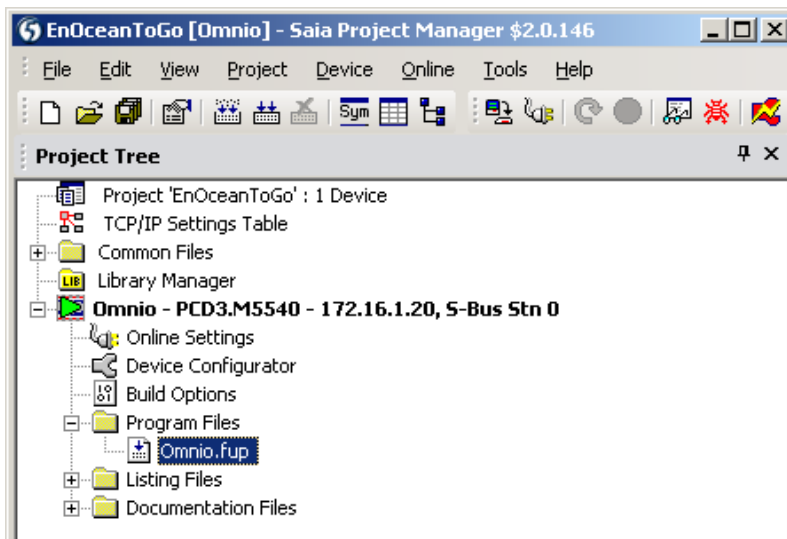 EnOceanToGo [Omnio] - Saia Project Manager $2.0.146
File Edit View Project Device Online Tools Help
Sym
Project Tree
Project 'EnOceanToGo' : 1 Device
TCP/IP Settings Table
Common Files
LIB Library Manager
Omnio - PCD3.M5540 - 172.16.1.20, S-Bus Stn 0
Online Settings
Device Configurator
Build Options
Program Files
Omnio.fup
Listing Files
Documentation Files